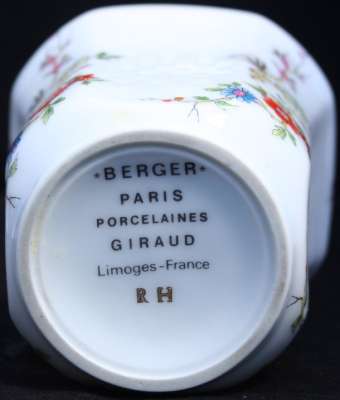 *BERGER*
PARIS
PORCELAINES
GIRAUD
Limoges-France
RH